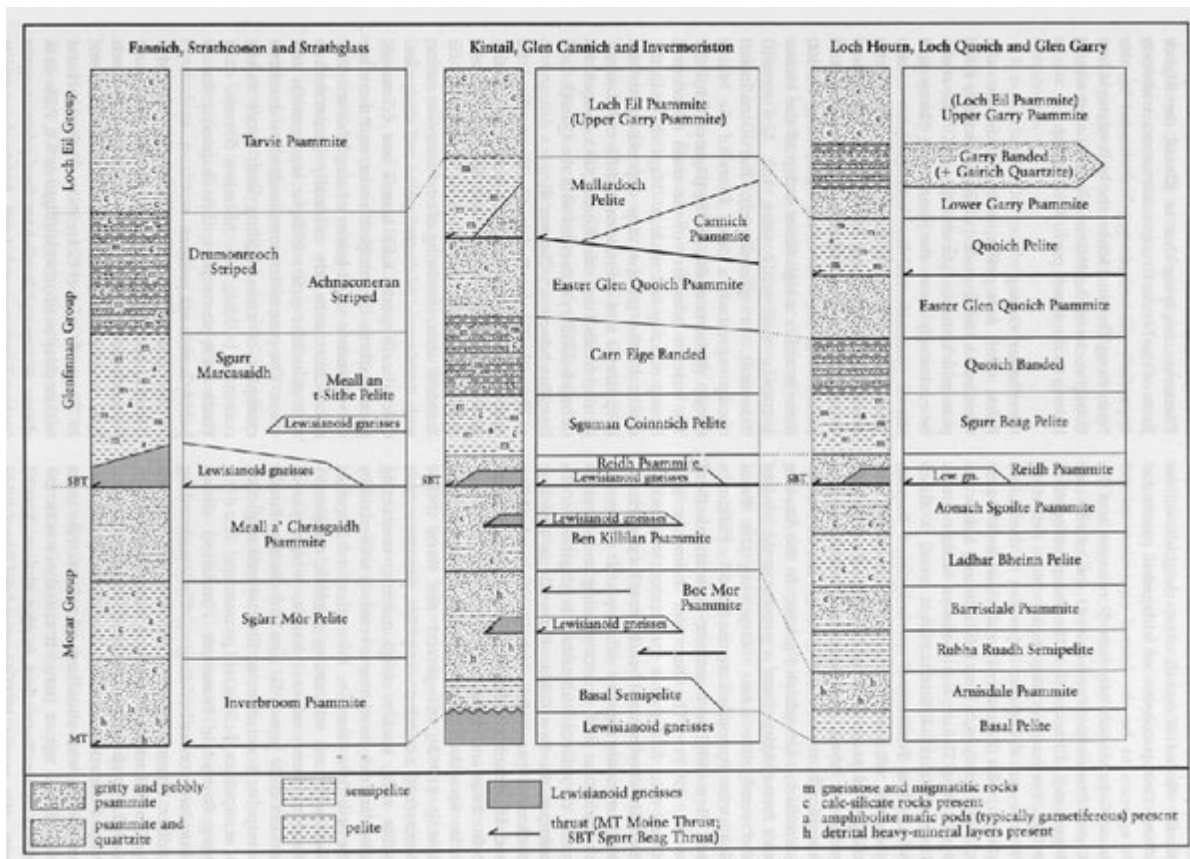 Fannich, Strathconon and Strathglass
Kintail, Glen Cannich and Invermoriston
Loch Hourn, Loch Quoich and Glen Garry
Loch Eil Group
Glenfinnan Group
Morar Group
SBT
MT
Tarvie Psammite
Drumonreoch
Striped
Achnaconeran
Striped
Sgurr
Marcasaidh
Meall an
t-Sithe Pelite
Lewisianoid gneisses
Lewisianoid gneisses
Meall a' Chrasgaidh
Psammite
Sgùrr Mòr Pelite
Inverbroom Psammite
SBT
Loch Eil Psammite
(Upper Garry Psammite)
Mullardoch
Pelite
Cannich
Psammite
Easter Glen Quoich Psammite
Carn Eige Banded
Sguman Coinntich Pelite
Reidh Psammite
Lewisianoid gneisses
Lewisianoid gneisses
Ben Killilan Psammite
Boc Mor
Psammite
Lewisianoid gneisses
Basal Semipelite
Lewisianoid gneisses
SBT
(Loch Eil Psammite)
Upper Garry Psammite
Garry Banded
(+ Gairich Quartzite)
Lower Garry Psammite
Quoich Pelite
Easter Glen Quoich Psammite
Quoich Banded
Sgurr Beag Pelite
Reidh Psammite
Lew. gn.
Aonach Sgoilte Psammite
Ladhar Bheinn Pelite
Barrisdale Psammite
Rubha Ruadh Semipelite
Arnisdale Psammite
Basal Pelite
gritty and pebbly
psammite
psammite and
quartzite
semipelite
pelite
Lewisianoid gneisses
thrust (MT Moine Thrust;
SBT Sgurr Beag Thrust)
m gneissose and migmatitic rocks
c calc-silicate rocks present
a amphibolite mafic pods (typically garnetiferous) present
h detrital heavy-mineral layers present